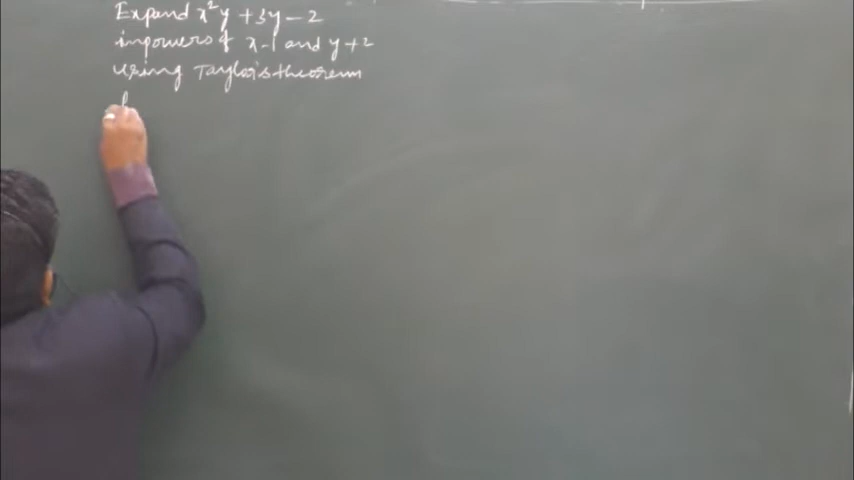 Expand x²y + 3y - 2
in powers of x-1 and y+2
using Taylor's theorem